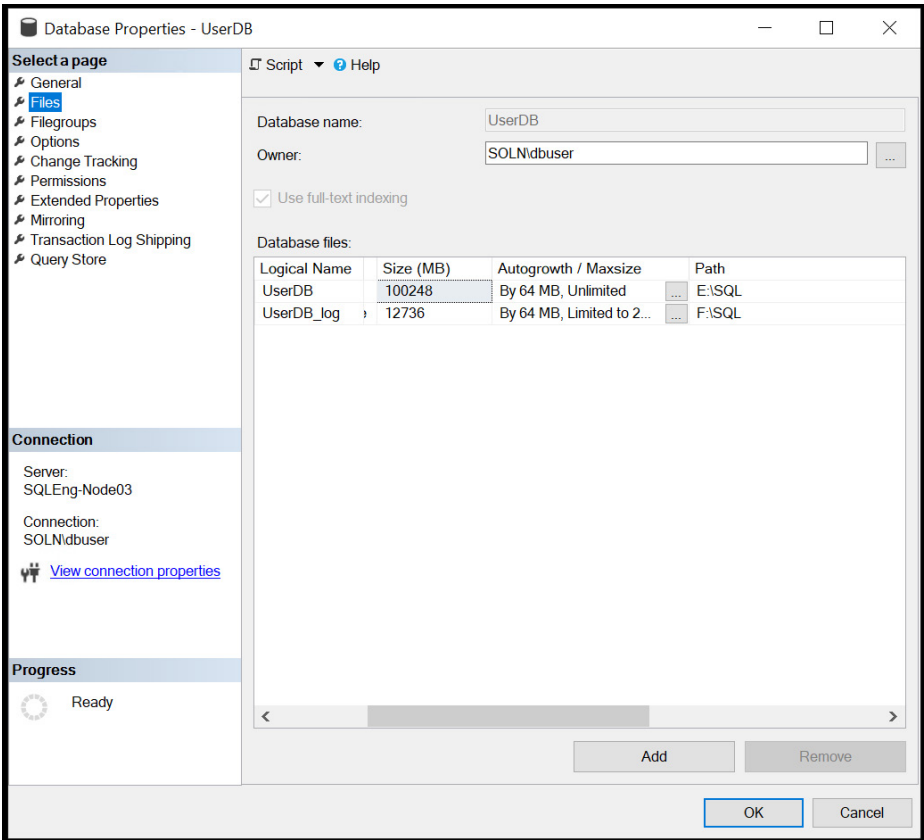 Database Properties - UserDB
Select a page
General
Files
Filegroups
Options
Change Tracking
Permissions
Extended Properties
Mirroring
Transaction Log Shipping
Query Store
Connection
Server:
SQLEng-Node03
Connection:
SOLN\dbuser
View connection properties
Progress
Ready
Script Help
Database name: UserDB
Owner: SOLN\dbuser ...
Use full-text indexing
Database files:
Logical Name Size (MB) Autogrowth / Maxsize Path
UserDB 100248 By 64 MB, Unlimited ... E:\SQL
UserDB_log 12736 By 64 MB, Limited to 2... ... F:\SQL
Add Remove
OK Cancel